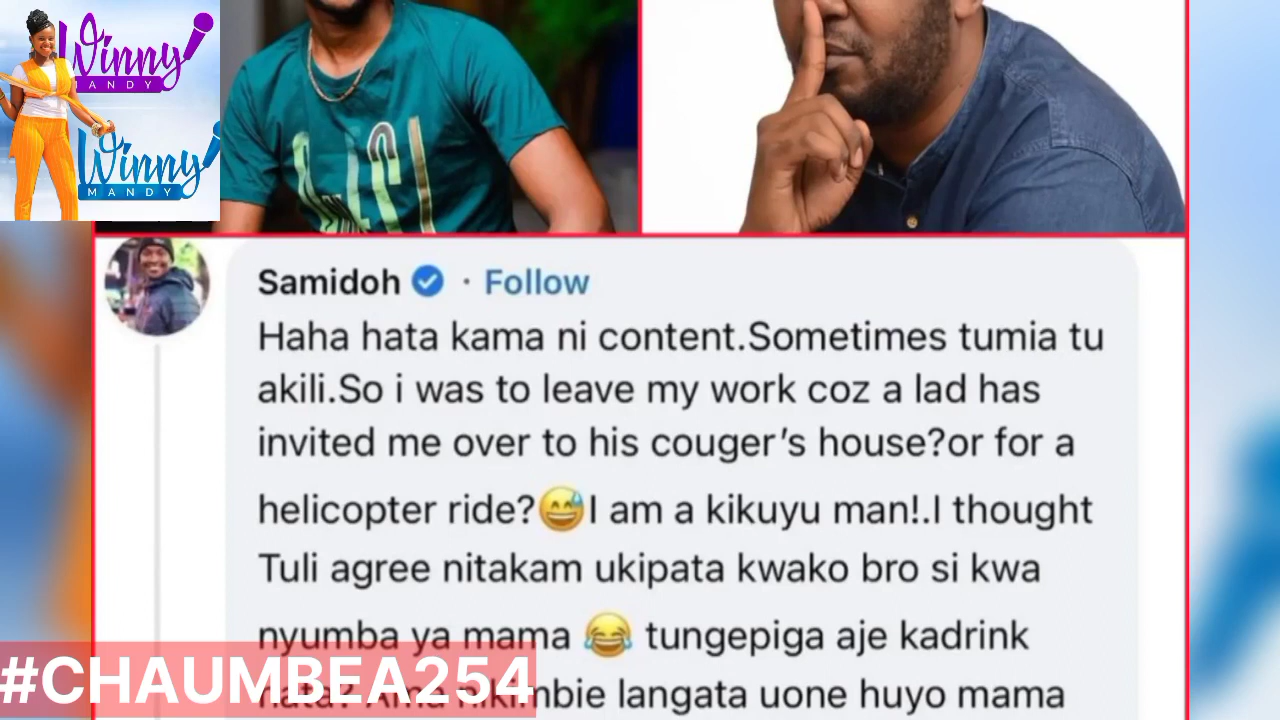 Winny
MANDY
Winny
MANDY
Samidoh · Follow
Haha hata kama ni content.Sometimes tumia tu
akili.So i was to leave my work coz a lad has
invited me over to his couger's house?or for a
helicopter ride?😅I am a kikuyu man!.I thought
Tuli agree nitakam ukipata kwako bro si kwa
nyumba ya mama 😂 tungepiga aje kadrink
langata uone huyo mama
#CHAUMBEA254